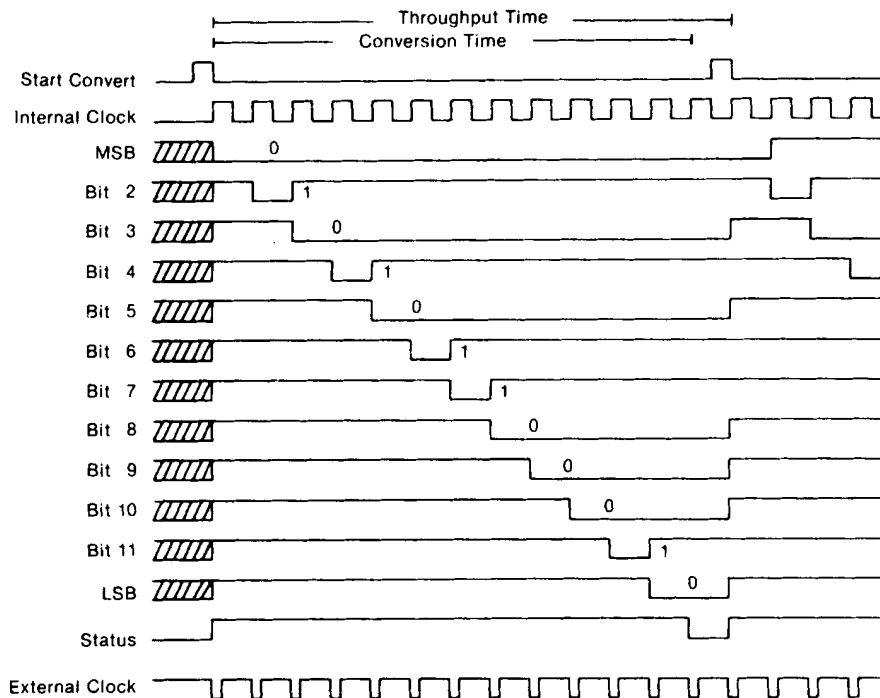 Throughput Time
Conversion Time
Start Convert
Internal Clock
MSB 0
Bit 2 1
Bit 3 0
Bit 4 1
Bit 5 0
Bit 6 1
Bit 7 1
Bit 8 0
Bit 9 0
Bit 10 0
Bit 11 1
LSB 0
Status
External Clock